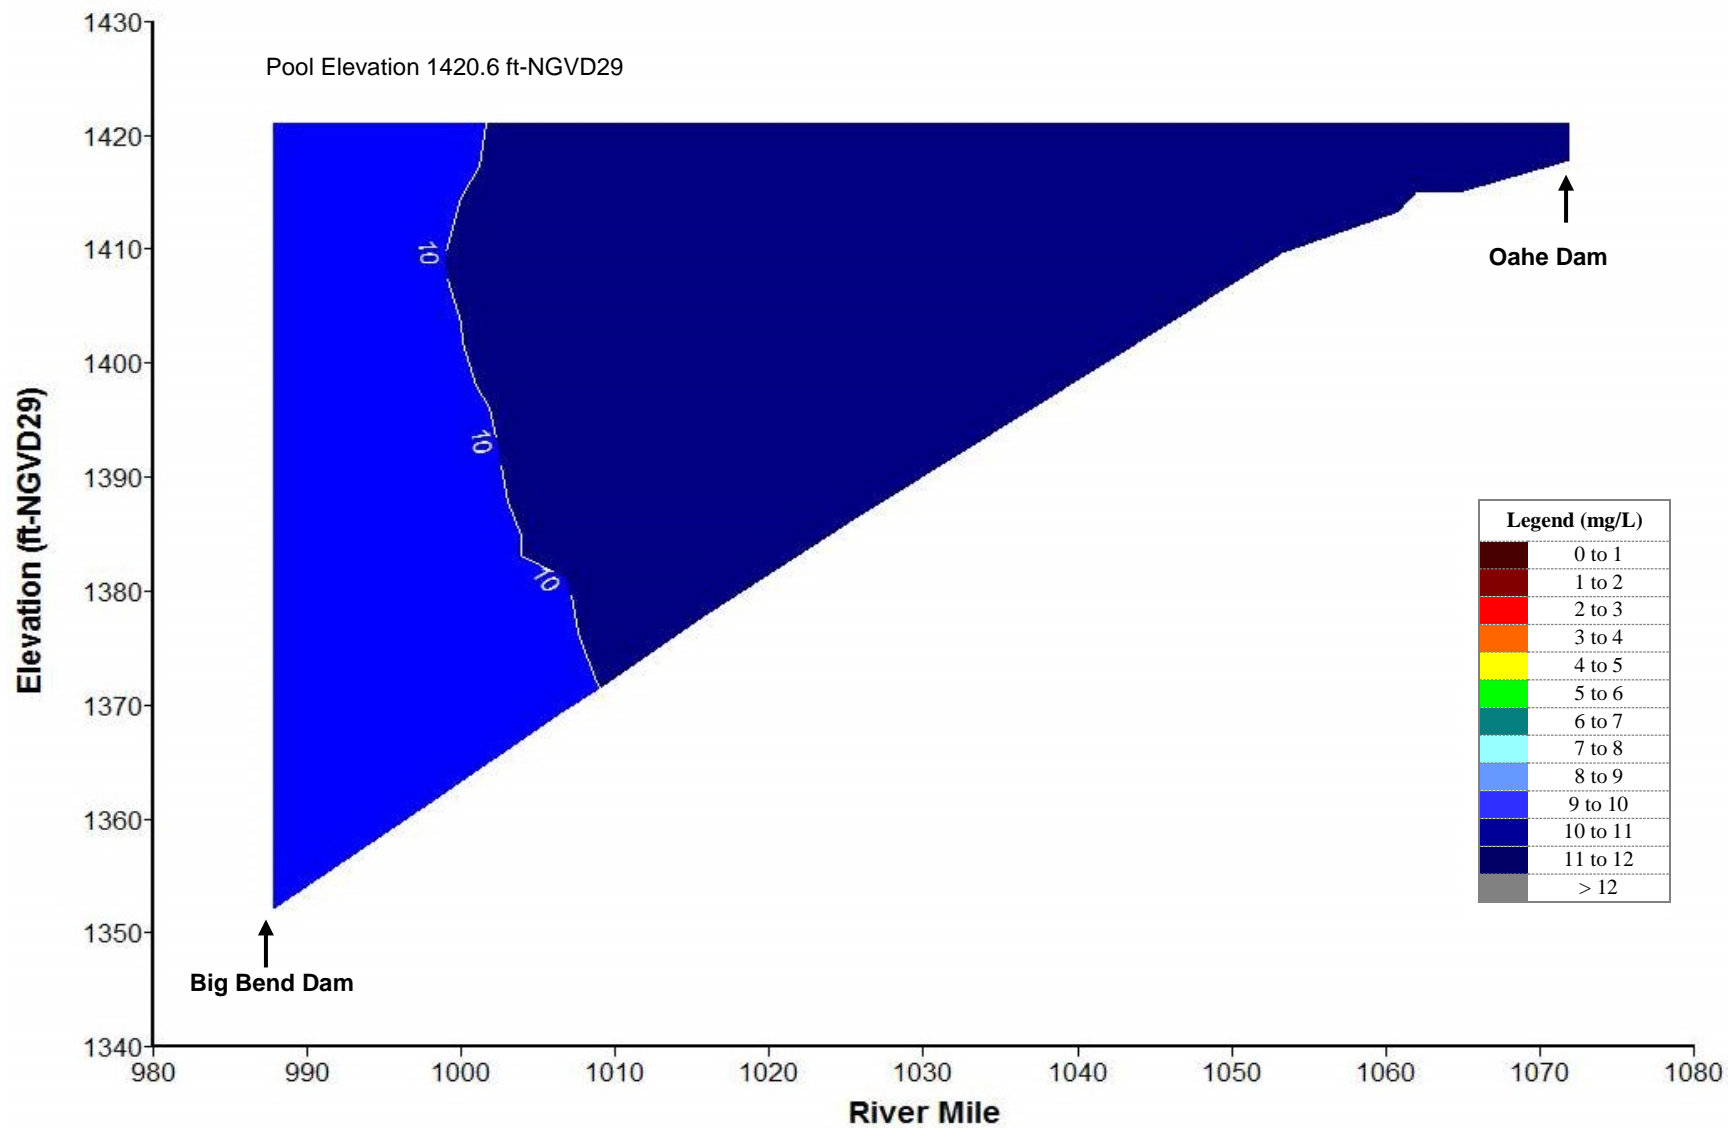 Pool Elevation 1420.6 ft-NGVD29
1430
1420
1410
1400
1390
1380
1370
1360
1350
1340
Elevation (ft-NGVD29)
10
10
10
Oahe Dam
Big Bend Dam
Legend (mg/L)
0 to 1
1 to 2
2 to 3
3 to 4
4 to 5
5 to 6
6 to 7
7 to 8
8 to 9
9 to 10
10 to 11
11 to 12
> 12
980 990 1000 1010 1020 1030 1040 1050 1060 1070 1080
River Mile